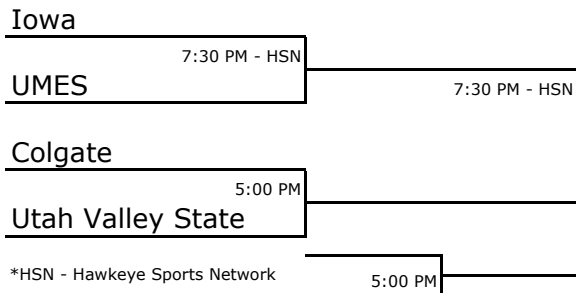 Iowa
7:30 PM - HSN
UMES
7:30 PM - HSN
Colgate
5:00 PM
Utah Valley State
*HSN - Hawkeye Sports Network
5:00 PM